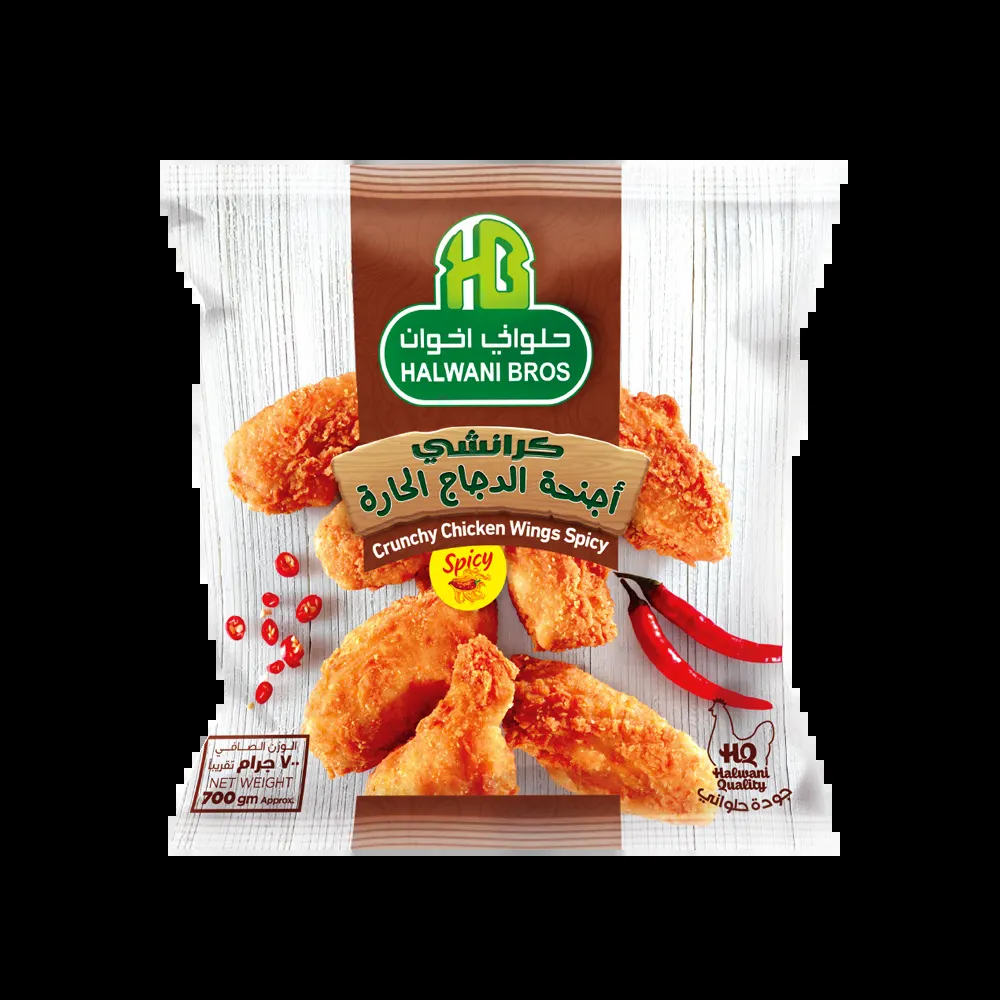 HB
حلواني اخوان
HALWANI BROS
كرانشي
أجنحة الدجاج الحارة
Crunchy Chicken Wings Spicy
Spicy
الوزن الصافي
٧٠٠ جرام تقريبا
NET WEIGHT
700 gm Approx.
HQ
Halwani
Quality
جودة حلواني